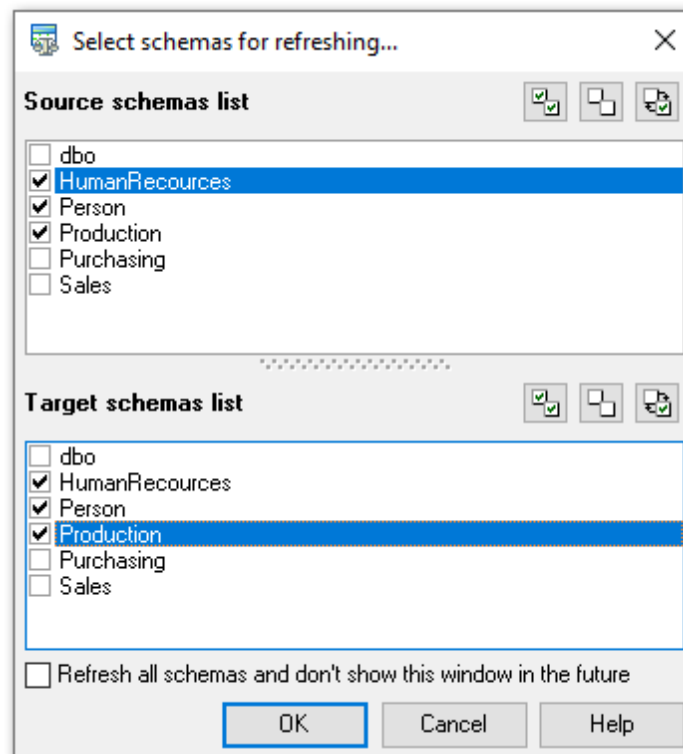 Select schemas for refreshing...
Source schemas list
dbo
HumanRecources
Person
Production
Purchasing
Sales
Target schemas list
dbo
HumanRecources
Person
Production
Purchasing
Sales
Refresh all schemas and don't show this window in the future
OK Cancel Help